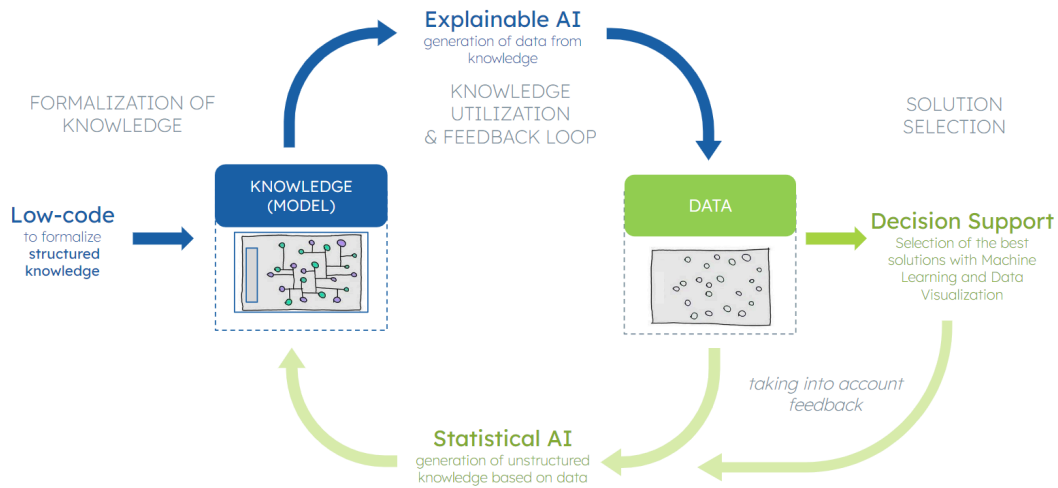 Explainable AI
generation of data from
knowledge
KNOWLEDGE
UTILIZATION
& FEEDBACK LOOP
FORMALIZATION OF
KNOWLEDGE
SOLUTION
SELECTION
KNOWLEDGE
(MODEL)
DATA
Low-code
to formalize
structured
knowledge
Decision Support
Selection of the best
solutions with Machine
Learning and Data
Visualization
taking into account
feedback
Statistical AI
generation of unstructured
knowledge based on data